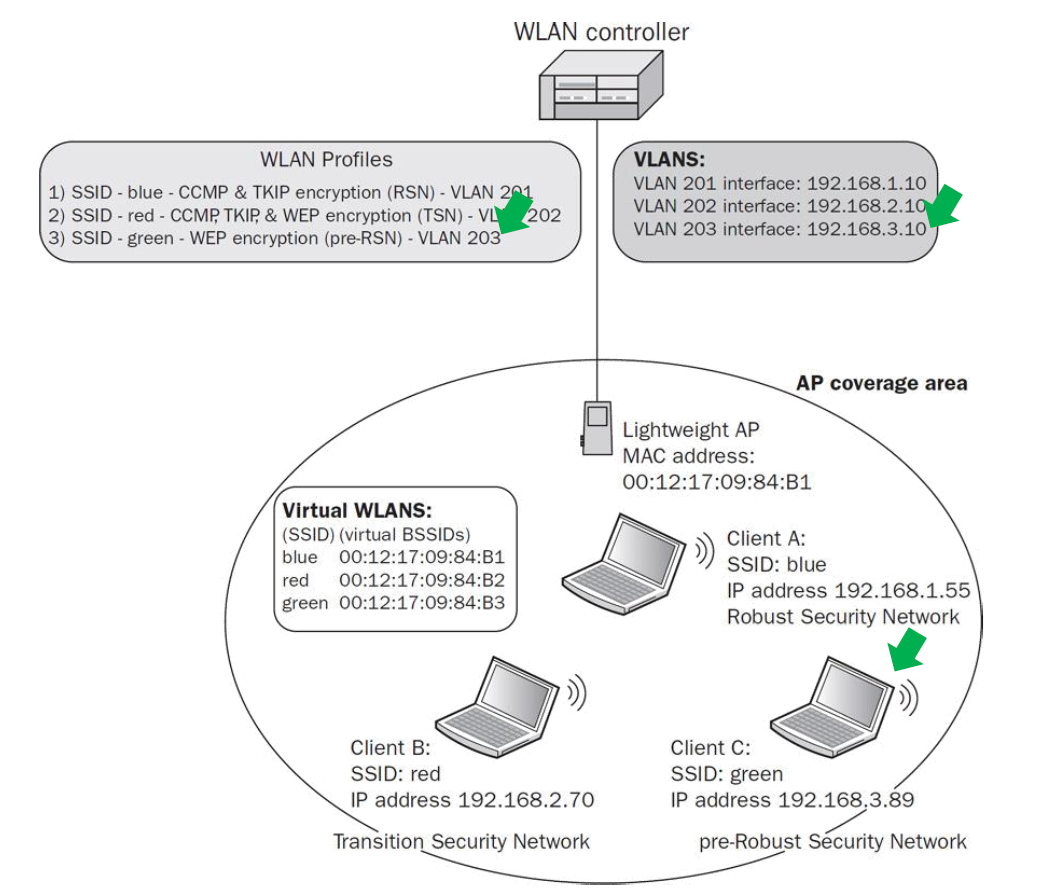 WLAN controller
WLAN Profiles
1) SSID - blue - CCMP & TKIP encryption (RSN) - VLAN 201
2) SSID - red - CCMP, TKIP, & WEP encryption (TSN) - VLAN 202
3) SSID - green - WEP encryption (pre-RSN) - VLAN 203
VLANS:
VLAN 201 interface: 192.168.1.10
VLAN 202 interface: 192.168.2.10
VLAN 203 interface: 192.168.3.10
AP coverage area
Lightweight AP
MAC address:
00:12:17:09:84:B1
Virtual WLANS:
(SSID) (virtual BSSIDs)
blue 00:12:17:09:84:B1
red 00:12:17:09:84:B2
green 00:12:17:09:84:B3
Client A:
SSID: blue
IP address 192.168.1.55
Robust Security Network
Client B:
SSID: red
IP address 192.168.2.70
Transition Security Network
Client C:
SSID: green
IP address 192.168.3.89
pre-Robust Security Network